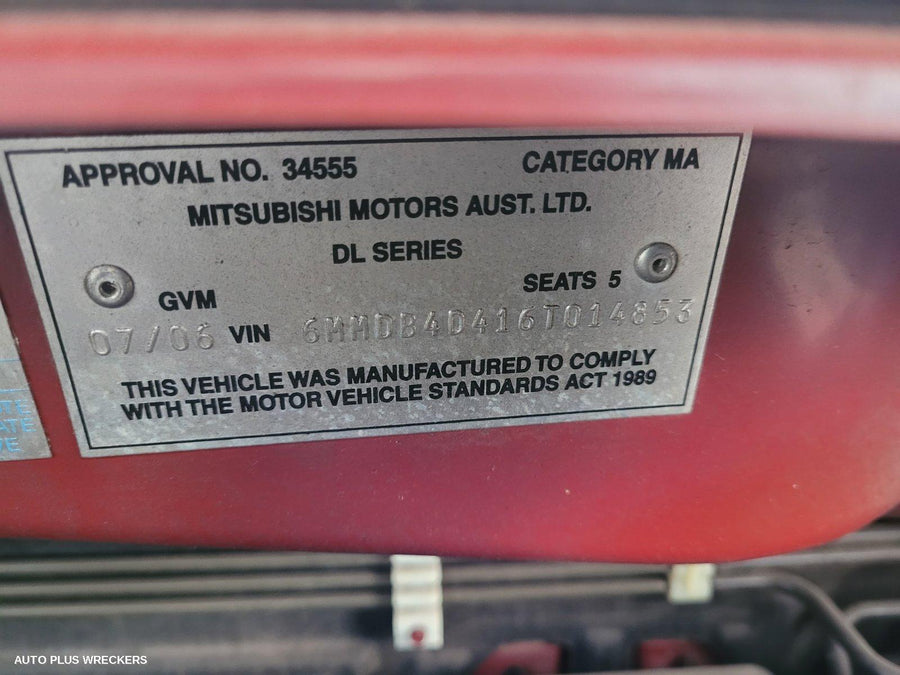 APPROVAL NO. 34555 CATEGORY MA
MITSUBISHI MOTORS AUST. LTD.
DL SERIES
GVM SEATS 5
07/06 VIN 6MMDB4D416T014853
THIS VEHICLE WAS MANUFACTURED TO COMPLY
WITH THE MOTOR VEHICLE STANDARDS ACT 1989
AUTO PLUS WRECKERS